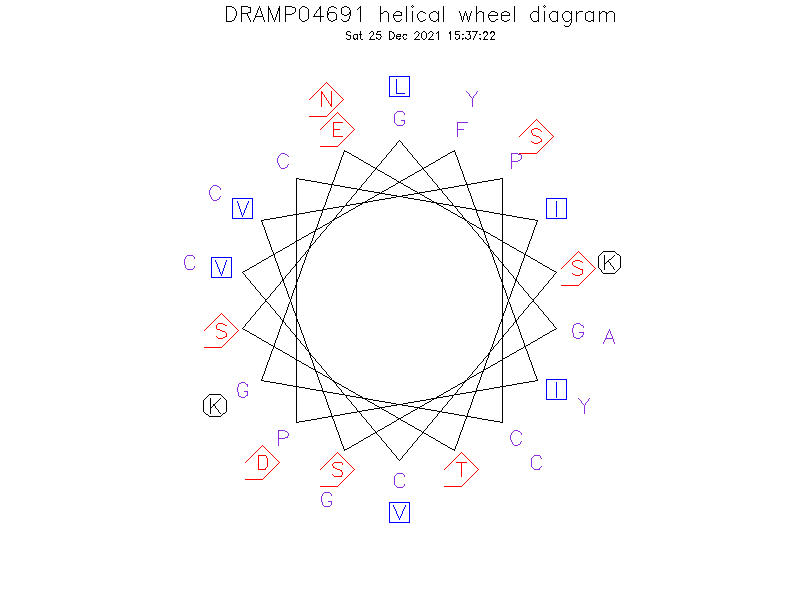 DRAMP04691 helical wheel diagram
Sat 25 Dec 2021 15:37:22
L
N Y
G
E F
S
C P
C V I
C V S K
S G A
G I
K Y
P C
D S T C
C
G
V